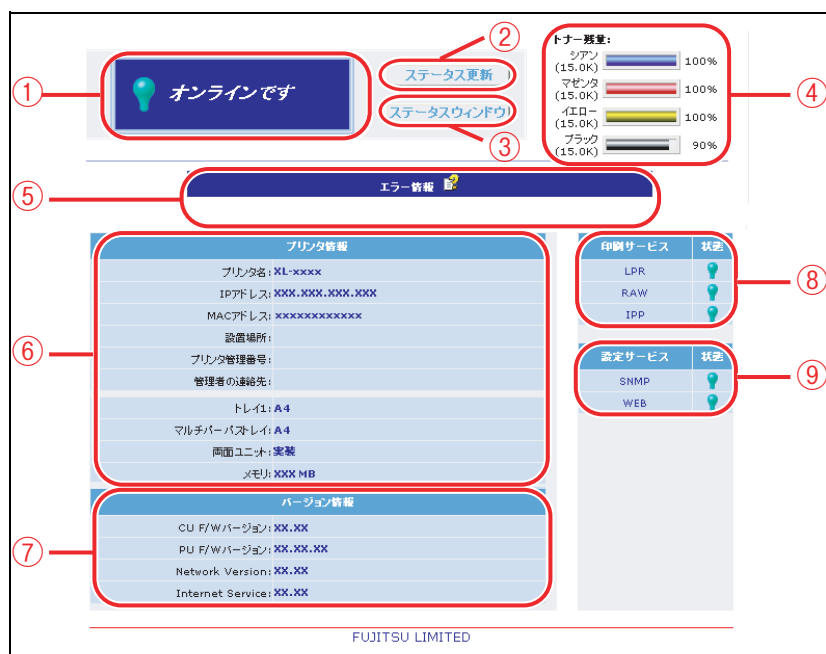 ①
オンラインです
②
ステータス更新
ステータスウィンドウ
③
トナー残量:
シアン
(15.0K)
100%
マゼンタ
(15.0K)
100%
イエロー
(15.0K)
100%
ブラック
(15.0K)
90%
④
⑤
エラー情報
⑥
プリンタ情報
プリンタ名: XL-xxxx
IPアドレス: XXX.XXX.XXX.XXX
MACアドレス: xxxxxxxxxxxx
設置場所:
プリンタ管理番号:
管理者の連絡先:
トレイ1: A4
マルチパーパストレイ: A4
両面ユニット: 実装
メモリ: XXX MB
⑦
バージョン情報
CU F/Wバージョン: XX.XX
PU F/Wバージョン: XX.XX.XX
Network Version: XX.XX
Internet Service: XX.XX
印刷サービス 状態
LPR
RAW
IPP
⑧
設定サービス 状態
SNMP
WEB
⑨
FUJITSU LIMITED